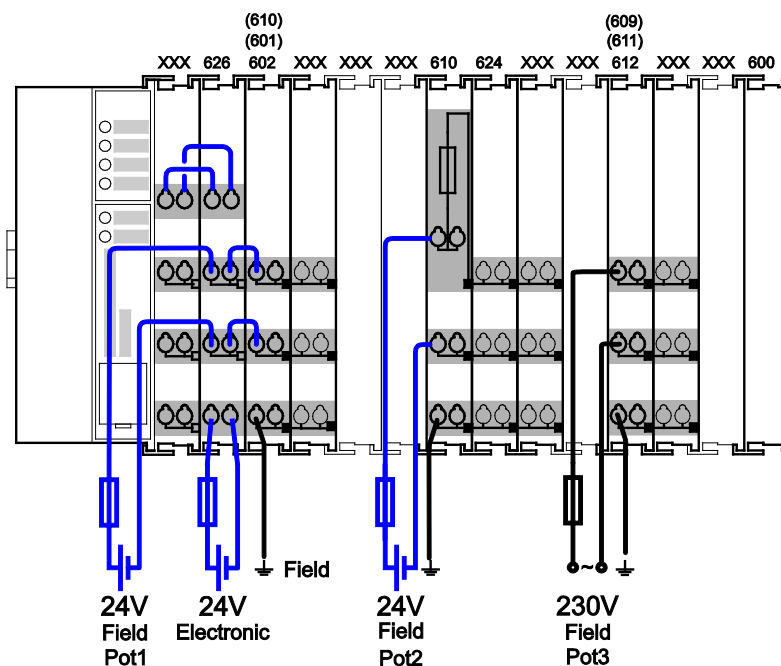 (610) (609)
(601) (611)
XXX 626 602 XXX XXX XXX 610 624 XXX XXX 612 XXX XXX 600
Field
~
24V 24V 24V 230V
Field Electronic Field Field
Pot1 Pot2 Pot3